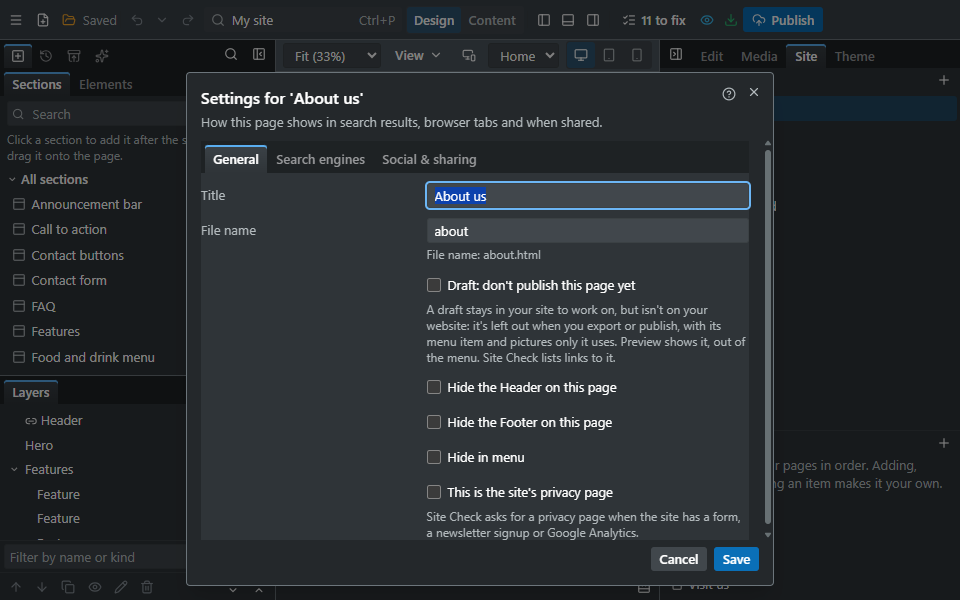 Saved
My site
Ctrl+P
Design
Content
11 to fix
Publish
Fit (33%)
View
Home
Edit
Media
Site
Theme
Sections
Elements
Search
Click a section to add it after the s
drag it onto the page.
All sections
Announcement bar
Call to action
Contact buttons
Contact form
FAQ
Features
Food and drink menu
Layers
Header
Hero
Features
Feature
Feature
Filter by name or kind
Settings for 'About us'
How this page shows in search results, browser tabs and when shared.
General
Search engines
Social & sharing
Title
About us
File name
about
File name: about.html
Draft: don't publish this page yet
A draft stays in your site to work on, but isn't on your
website: it's left out when you export or publish, with its
menu item and pictures only it uses. Preview shows it, out of
the menu. Site Check lists links to it.
Hide the Header on this page
Hide the Footer on this page
Hide in menu
This is the site's privacy page
Site Check asks for a privacy page when the site has a form,
a newsletter signup or Google Analytics.
Cancel
Save
r pages in order. Adding,
ng an item makes it your own.
Visit us